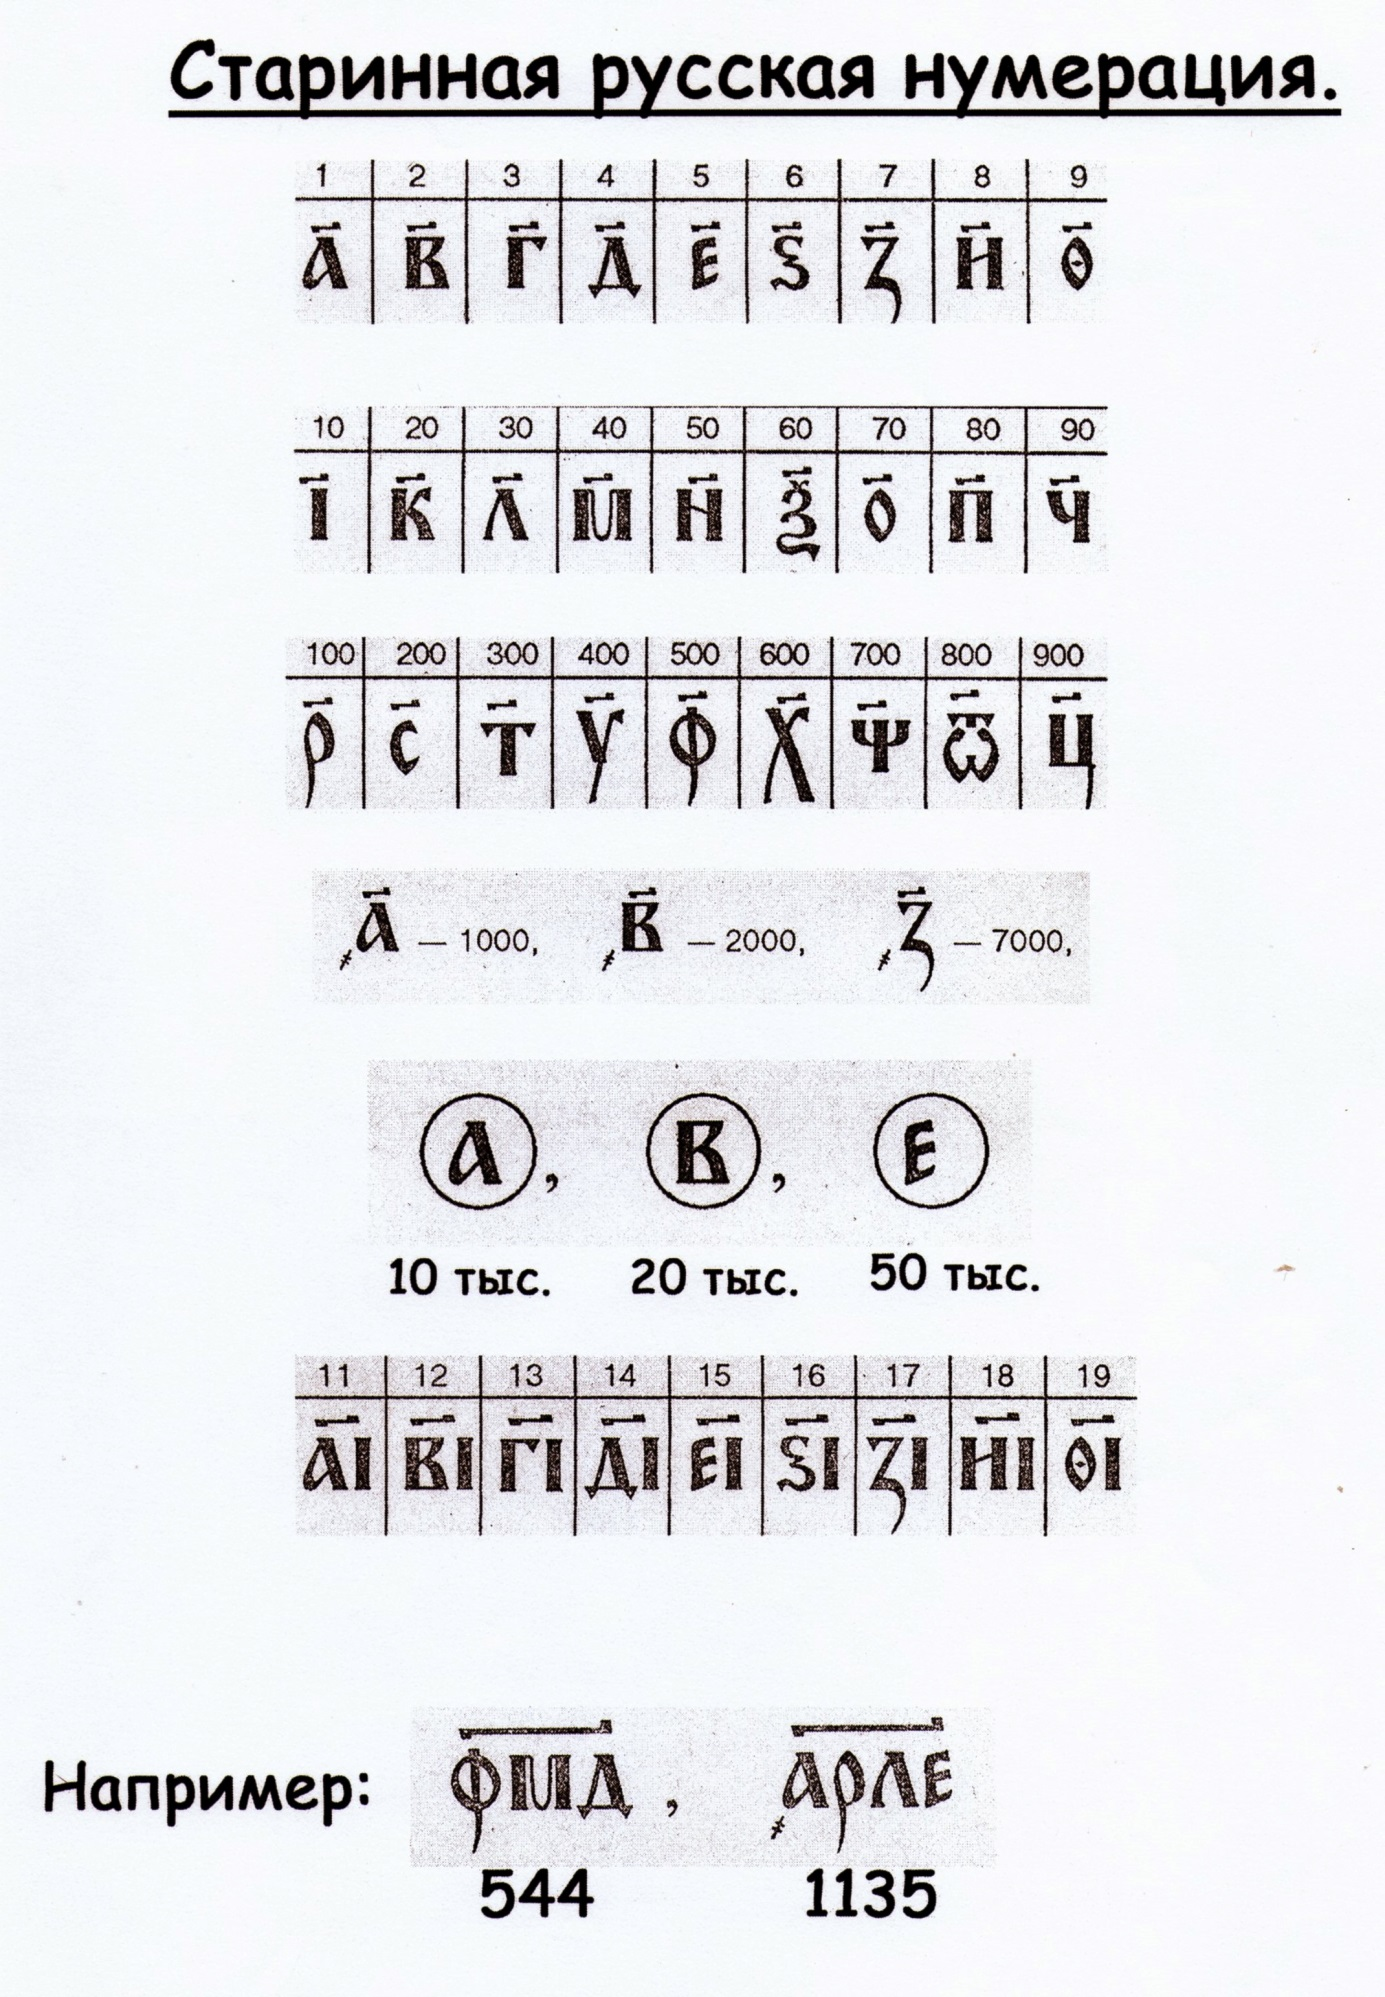 Старинная русская нумерация.
1 2 3 4 5 6 7 8 9
А҃ В҃ Г҃ Д҃ Е҃ Ѕ҃ З҃ И҃ Ѳ҃
10 20 30 40 50 60 70 80 90
І҃ К҃ Л҃ М҃ Н҃ Ѯ҃ О҃ П҃ Ч҃
100 200 300 400 500 600 700 800 900
Р҃ С҃ Т҃ У҃ Ф҃ Х҃ Ѱ҃ Ѿ҃ Ц҃
҂А҃ — 1000, ҂В҃ — 2000, ҂З҃ — 7000,
А, В, Е
10 тыс. 20 тыс. 50 тыс.
11 12 13 14 15 16 17 18 19
А҃І В҃І Г҃І Д҃І Е҃І Ѕ҃І З҃І И҃І Ѳ҃І
Например: ФМ҃Д , ҂АРЛ҃Е
544 1135